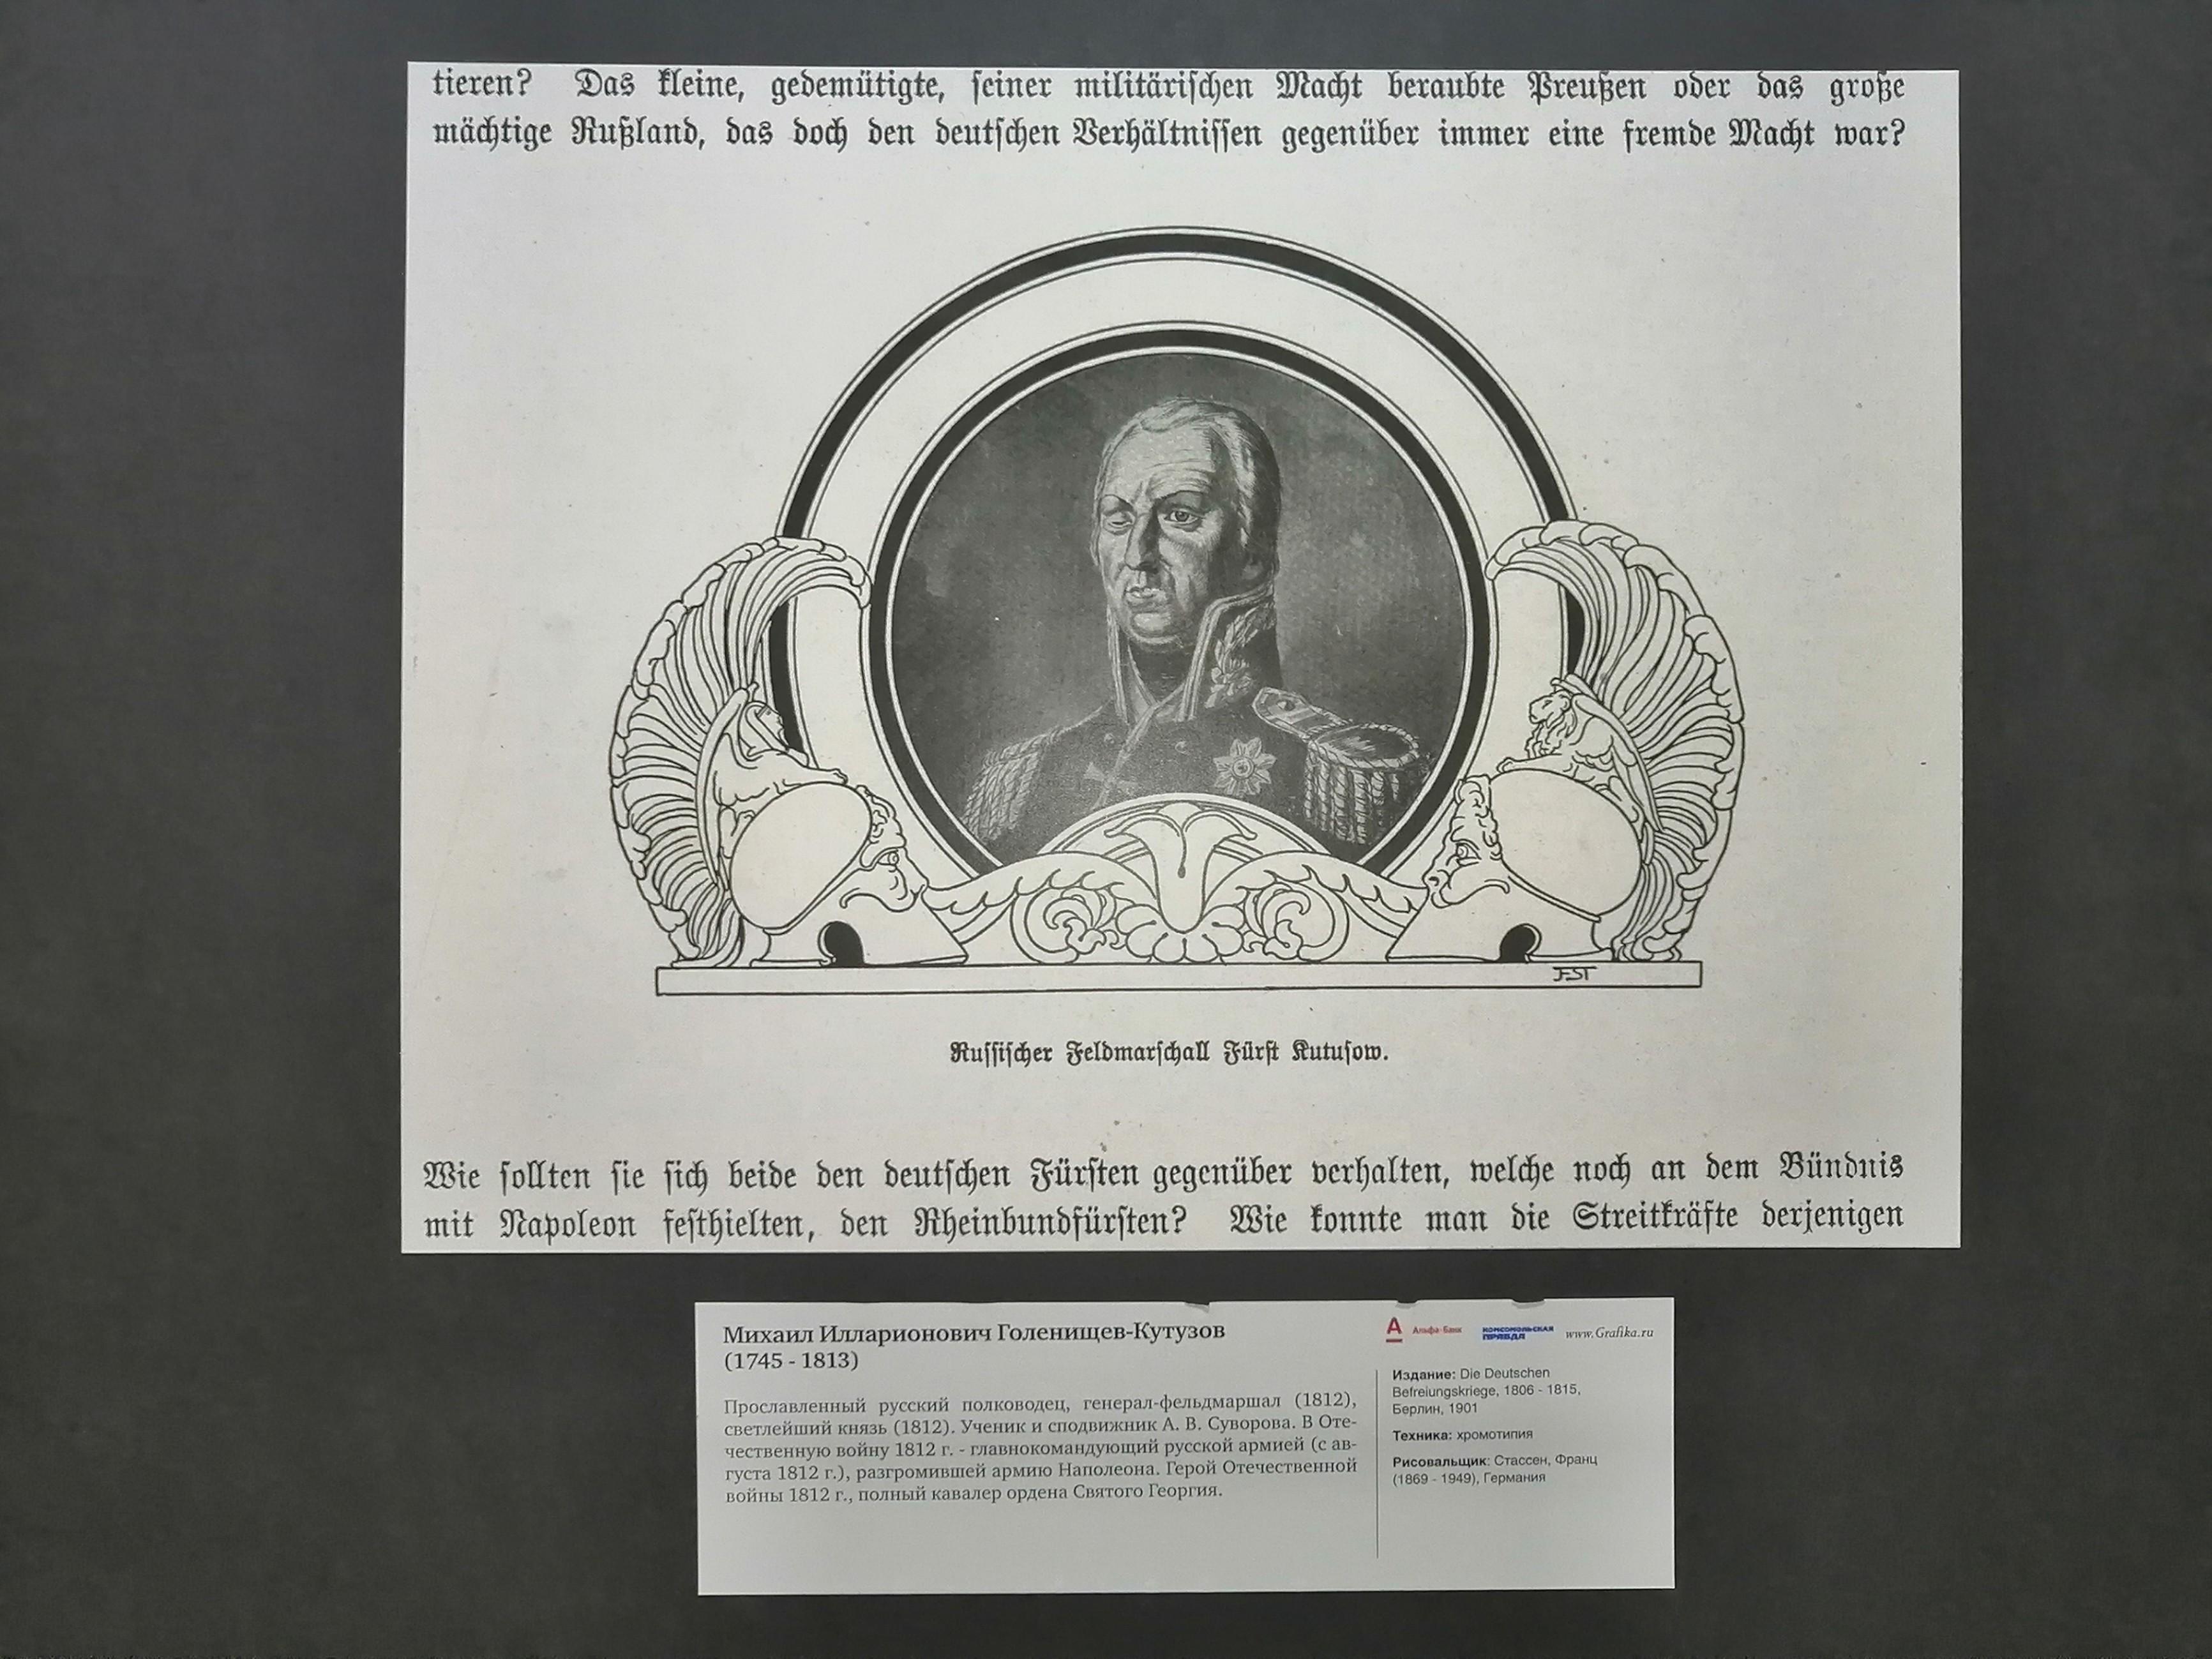 tieren? Das kleine, gedemütigte, seiner militärischen Macht beraubte Preußen oder das große
mächtige Rußland, das doch den deutschen Verhältnissen gegenüber immer eine fremde Macht war?
FST
Russischer Feldmarschall Fürst Kutusow.
Wie sollten sie sich beide den deutschen Fürsten gegenüber verhalten, welche noch an dem Bündnis
mit Napoleon festhielten, den Rheinbundfürsten? Wie konnte man die Streitkräfte derjenigen
Михаил Илларионович Голенищев-Кутузов
(1745 - 1813)
Прославленный русский полководец, генерал-фельдмаршал (1812),
светлейший князь (1812). Ученик и сподвижник А. В. Суворова. В Оте-
чественную войну 1812 г. - главнокомандующий русской армией (с ав-
густа 1812 г.), разгромившей армию Наполеона. Герой Отечественной
войны 1812 г., полный кавалер ордена Святого Георгия.
А Альфа·Банк КОМСОМОЛЬСКАЯ ПРАВДА www.Grafika.ru
Издание: Die Deutschen
Befreiungskriege, 1806 - 1815,
Берлин, 1901
Техника: хромотипия
Рисовальщик: Стассен, Франц
(1869 - 1949), Германия